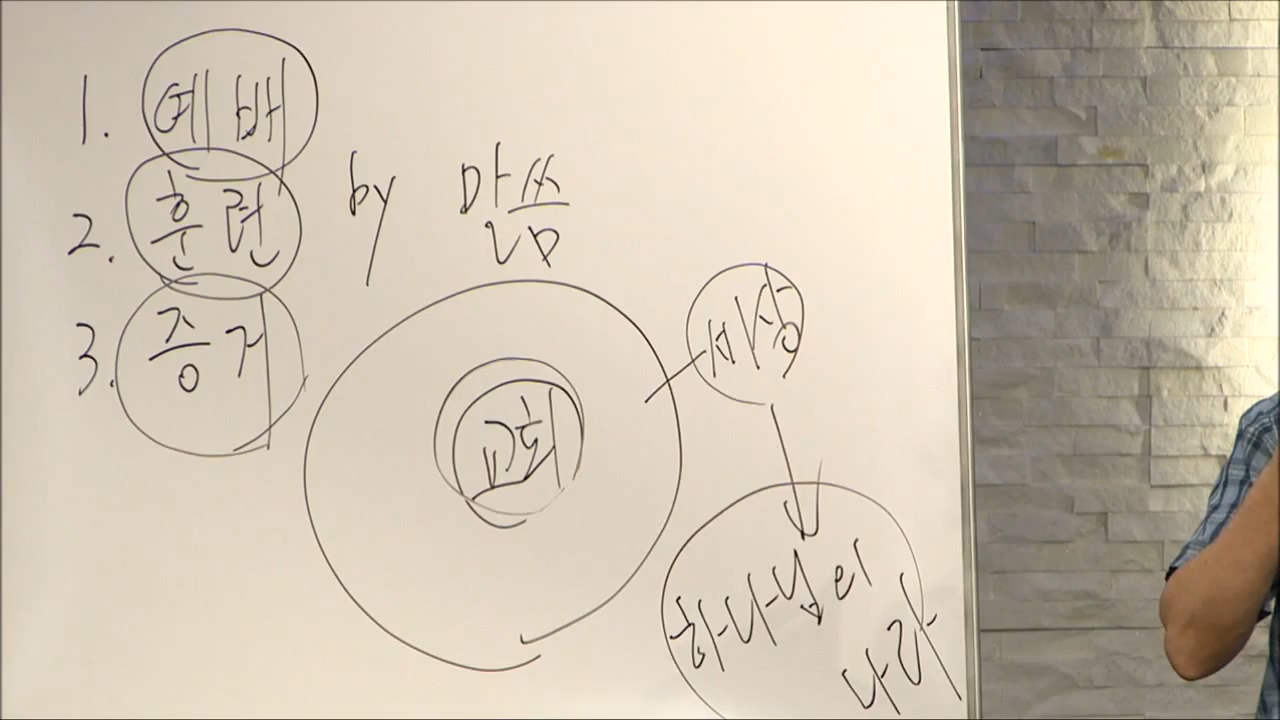 1. 예배
2. 훈련 by 말씀
3. 증거
세상
교회
하나님의
나라